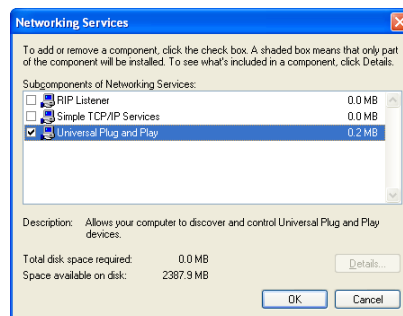 Networking Services
To add or remove a component, click the check box. A shaded box means that only part
of the component will be installed. To see what's included in a component, click Details.
Subcomponents of Networking Services:
RIP Listener 0.0 MB
Simple TCP/IP Services 0.0 MB
Universal Plug and Play 0.2 MB
Description: Allows your computer to discover and control Universal Plug and Play
devices.
Total disk space required: 0.0 MB
Details...
Space available on disk: 2387.9 MB
OK Cancel